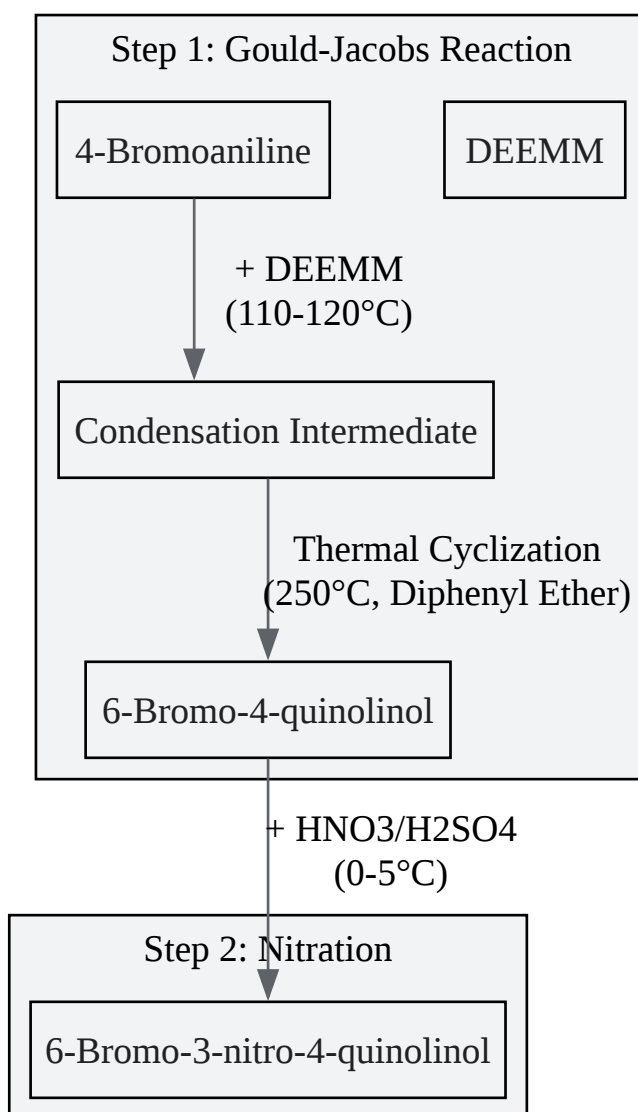 Step 1: Gould-Jacobs Reaction
4-Bromoaniline
DEEMM
+ DEEMM
(110-120°C)
Condensation Intermediate
Thermal Cyclization
(250°C, Diphenyl Ether)
6-Bromo-4-quinolinol
+ HNO3/H2SO4
(0-5°C)
Step 2: Nitration
6-Bromo-3-nitro-4-quinolinol